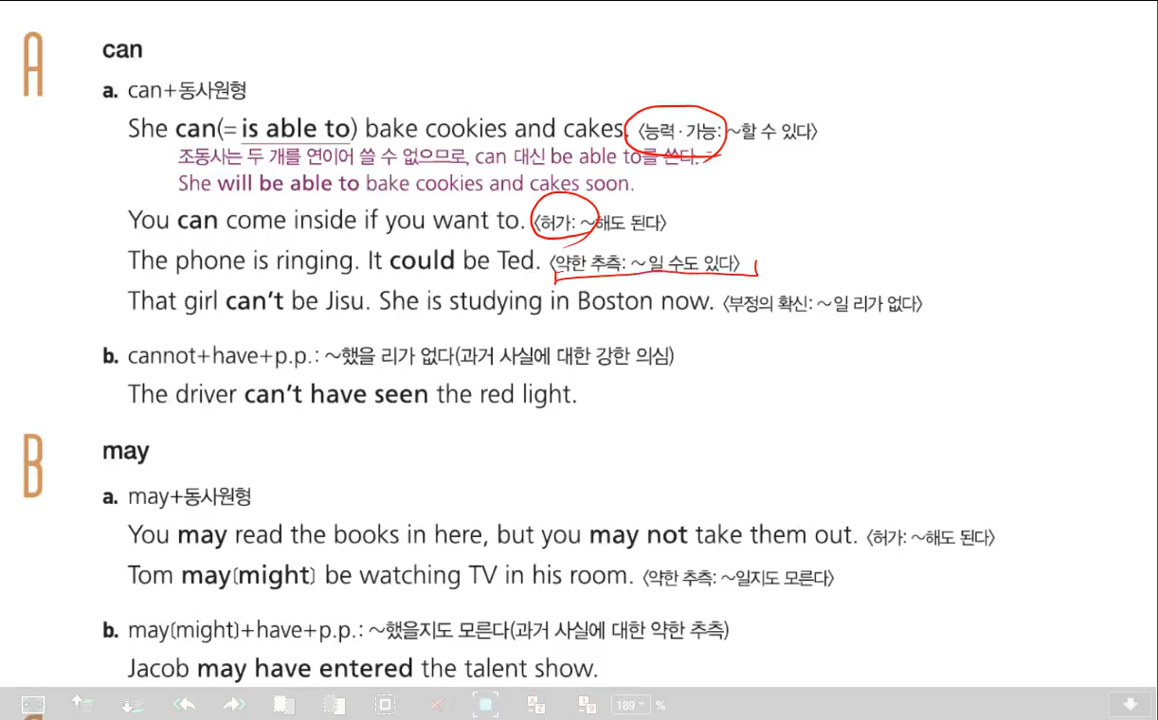 A
can
a. can+동사원형
She can(= is able to) bake cookies and cakes. 〈능력·가능: ~할 수 있다〉
조동사는 두 개를 연이어 쓸 수 없으므로, can 대신 be able to를 쓴다.
She will be able to bake cookies and cakes soon.
You can come inside if you want to. 〈허가: ~해도 된다〉
The phone is ringing. It could be Ted. 〈약한 추측: ~일 수도 있다〉
That girl can't be Jisu. She is studying in Boston now. 〈부정의 확신: ~일 리가 없다〉
b. cannot+have+p.p.: ~했을 리가 없다(과거 사실에 대한 강한 의심)
The driver can't have seen the red light.
B
may
a. may+동사원형
You may read the books in here, but you may not take them out. 〈허가: ~해도 된다〉
Tom may(might) be watching TV in his room. 〈약한 추측: ~일지도 모른다〉
b. may(might)+have+p.p.: ~했을지도 모른다(과거 사실에 대한 약한 추측)
Jacob may have entered the talent show.
189 %